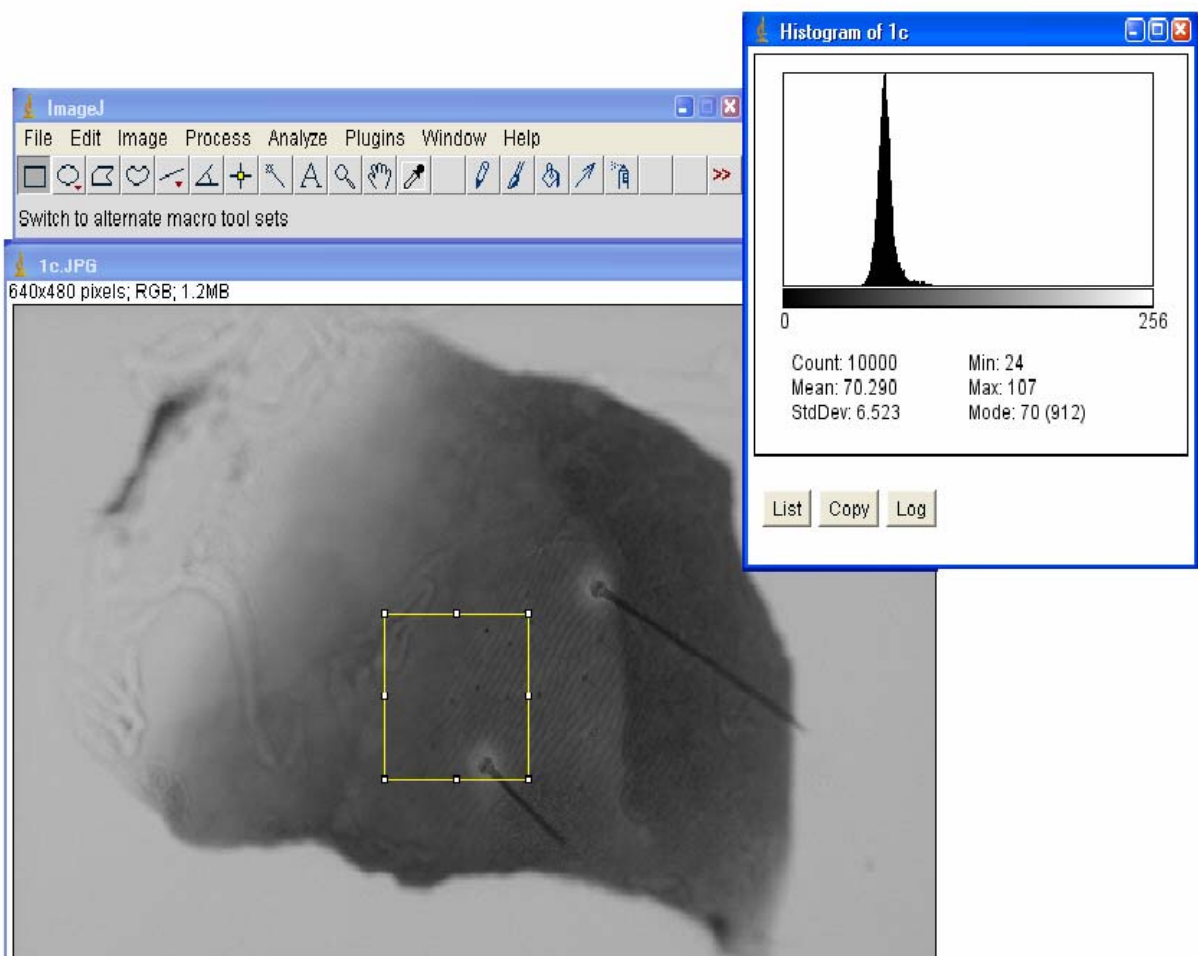 Histogram of 1c
ImageJ
File Edit Image Process Analyze Plugins Window Help
A
>>
Switch to alternate macro tool sets
1c.JPG
640x480 pixels; RGB; 1.2MB
0 256
Count: 10000 Min: 24
Mean: 70.290 Max: 107
StdDev: 6.523 Mode: 70 (912)
List Copy Log